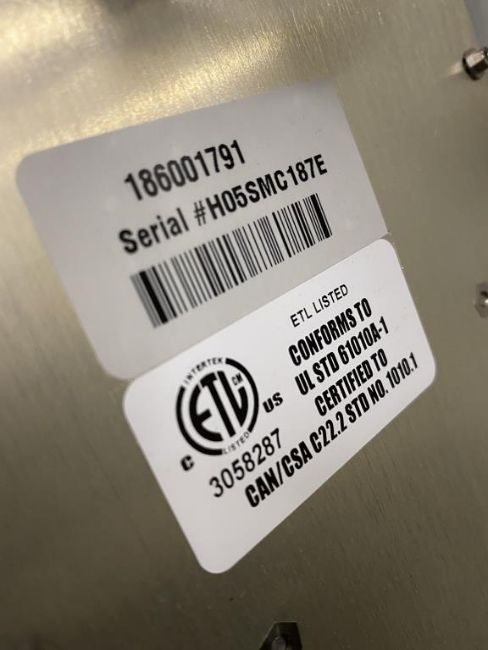 186001791
Serial #H05SMC187E
ETL LISTED
CONFORMS TO
UL STD 61010A-1
CERTIFIED TO
CAN/CSA C22.2 STD NO. 1010.1
INTERTEK
ETL CM
LISTED
C US
3058287